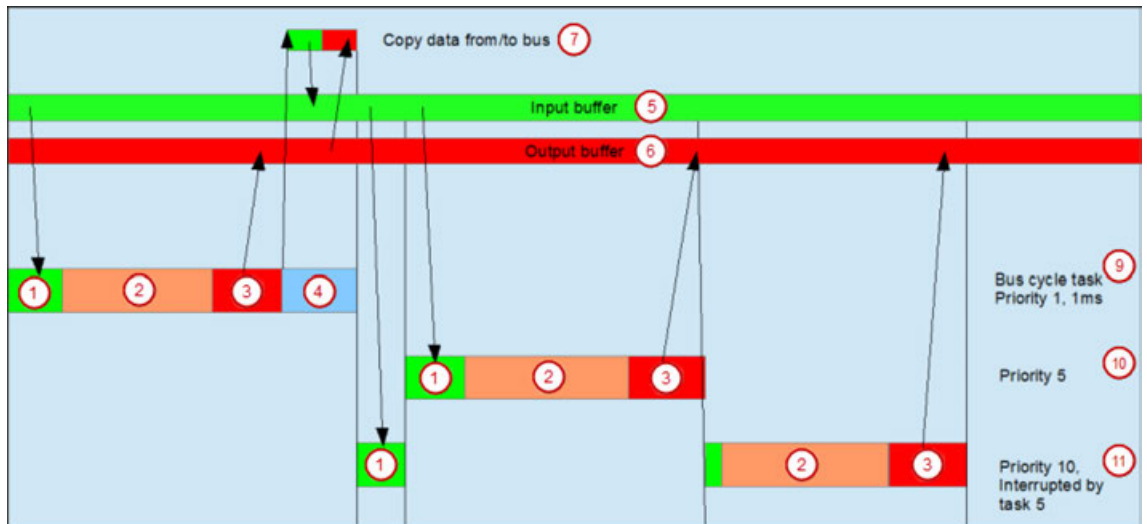 Copy data from/to bus 7
Input buffer 5
Output buffer 6
9
1 2 3 4 Bus cycle task
Priority 1, 1ms
10
1 2 3 Priority 5
11
1 2 3 Priority 10,
Interrupted by
task 5